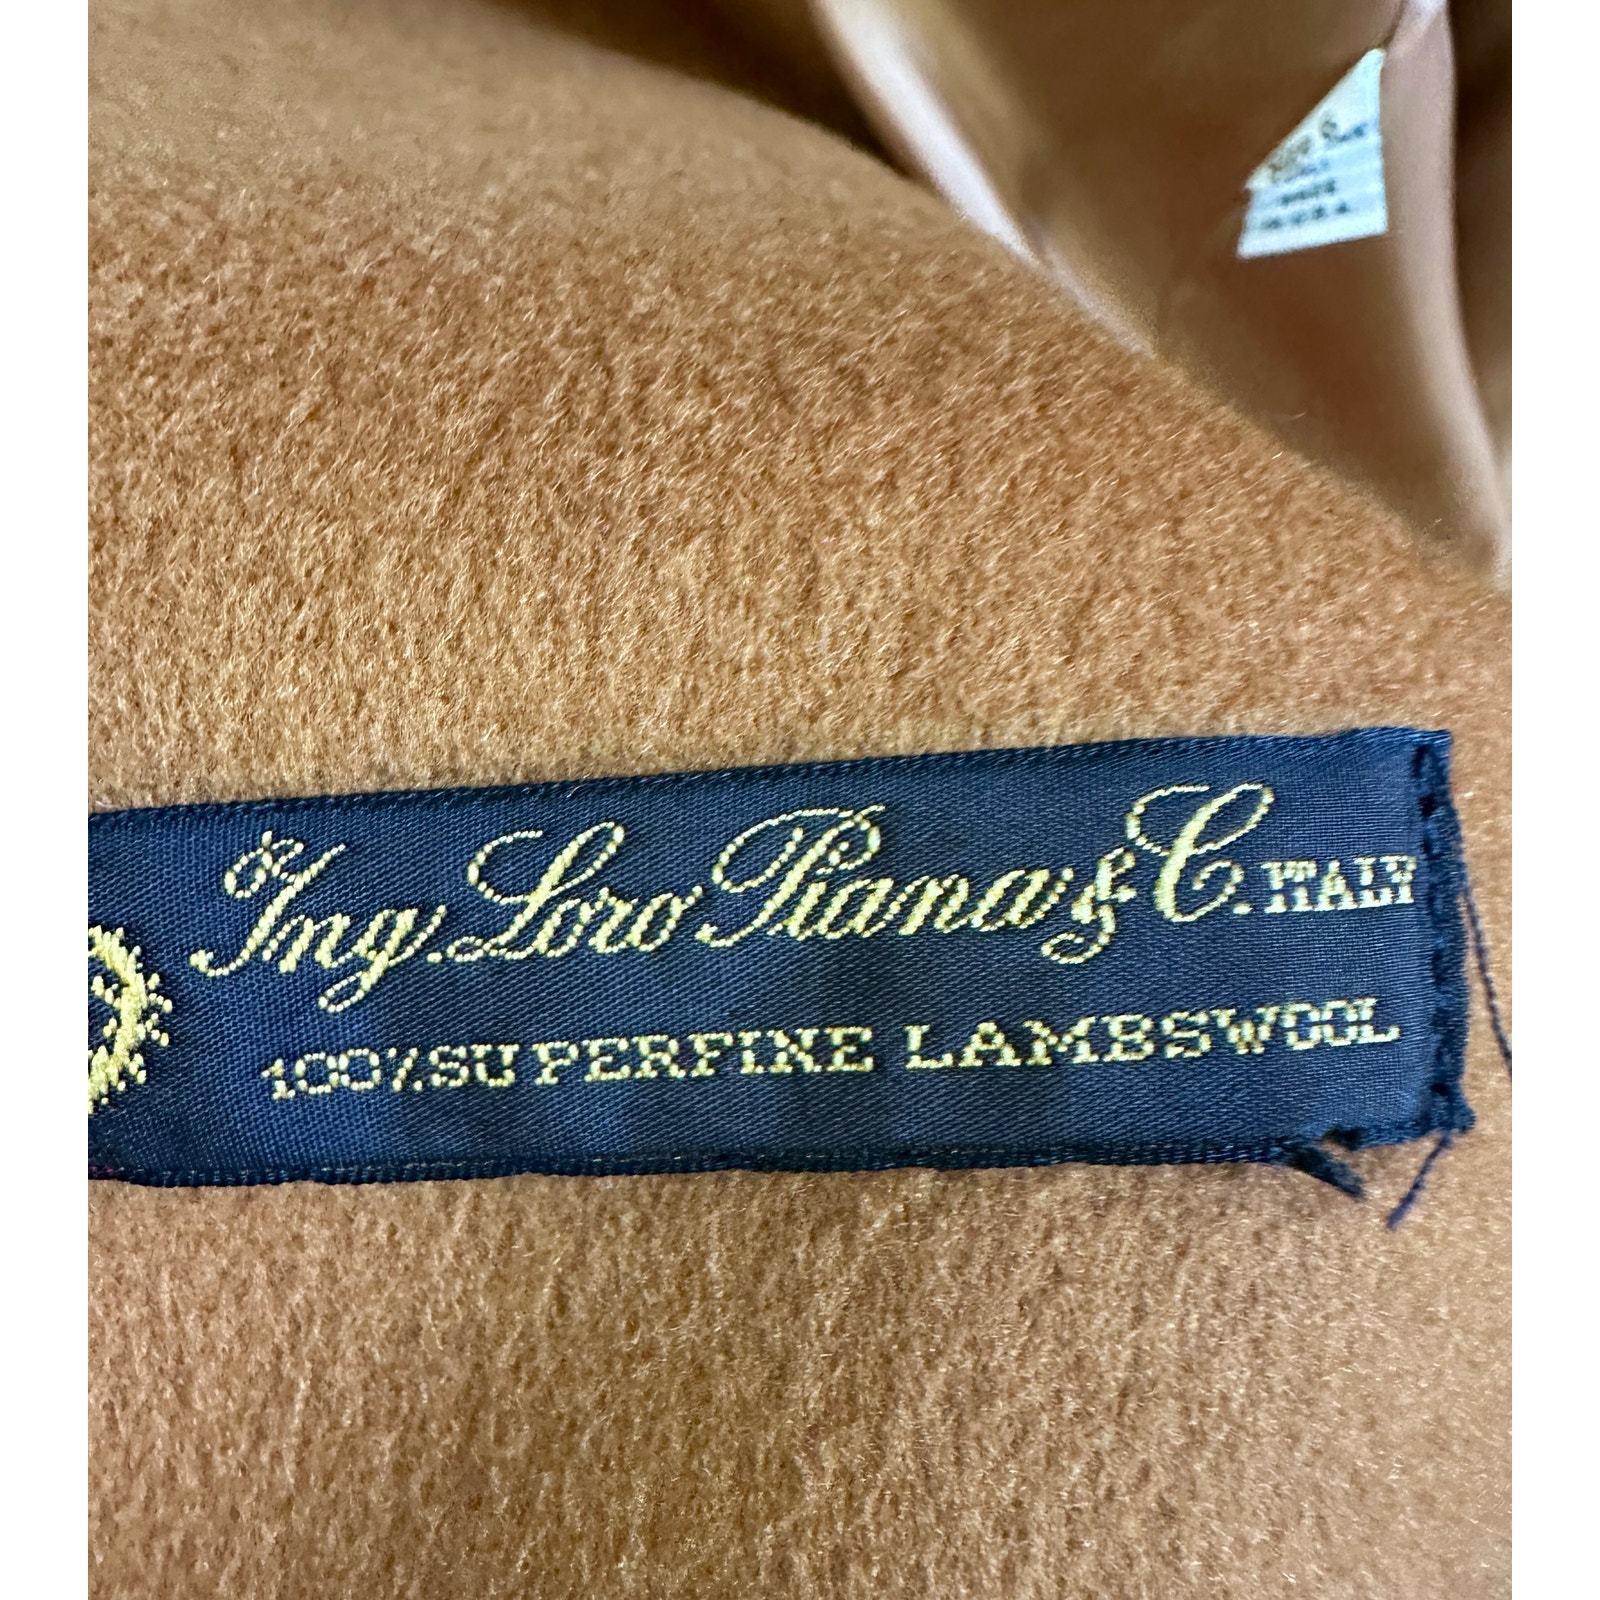 Ing. Loro Piana & C. ITALY
100% SUPERFINE LAMBSWOOL
U.S.A.